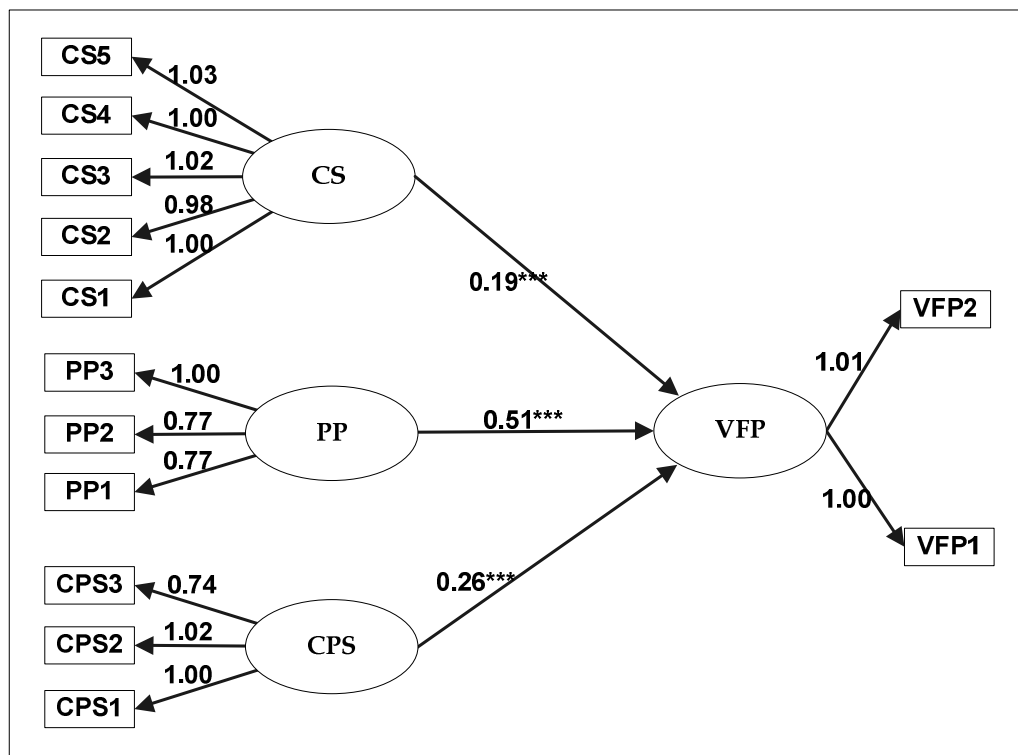 CS5
1.03
CS4
1.00
CS3
1.02
CS
CS2
0.98
CS1
1.00
0.19***
VFP2
PP3
1.00
1.01
PP2
0.77
PP
0.51***
VFP
PP1
0.77
1.00
VFP1
CPS3
0.74
0.26***
CPS2
1.02
CPS
CPS1
1.00